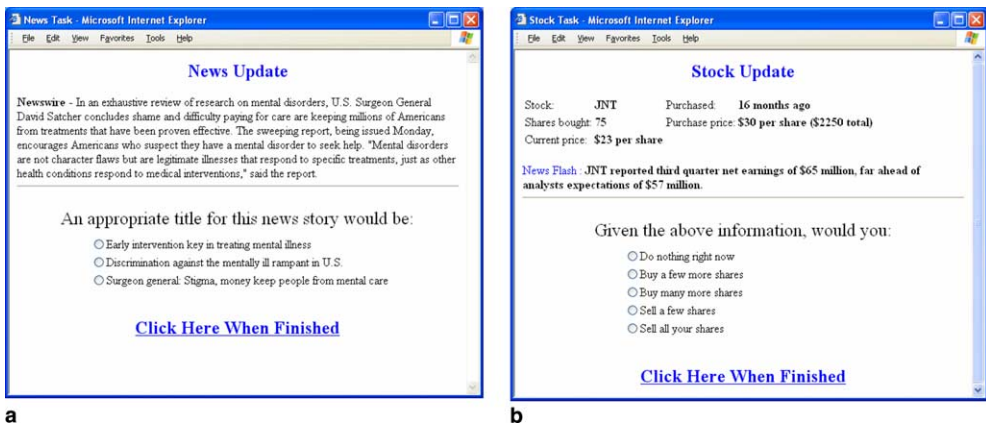 News Task - Microsoft Internet Explorer
File Edit View Favorites Tools Help
News Update
Newswire - In an exhaustive review of research on mental disorders, U.S. Surgeon General
David Satcher concludes shame and difficulty paying for care are keeping millions of Americans
from treatments that have been proven effective. The sweeping report, being issued Monday,
encourages Americans who suspect they have a mental disorder to seek help. "Mental disorders
are not character flaws but are legitimate illnesses that respond to specific treatments, just as other
health conditions respond to medical interventions," said the report.
An appropriate title for this news story would be:
Early intervention key in treating mental illness
Discrimination against the mentally ill rampant in U.S.
Surgeon general: Stigma, money keep people from mental care
Click Here When Finished
a
Stock Task - Microsoft Internet Explorer
File Edit View Favorites Tools Help
Stock Update
Stock: JNT Purchased: 16 months ago
Shares bought: 75 Purchase price: $30 per share ($2250 total)
Current price: $23 per share
News Flash : JNT reported third quarter net earnings of $65 million, far ahead of
analysts expectations of $57 million.
Given the above information, would you:
Do nothing right now
Buy a few more shares
Buy many more shares
Sell a few shares
Sell all your shares
Click Here When Finished
b